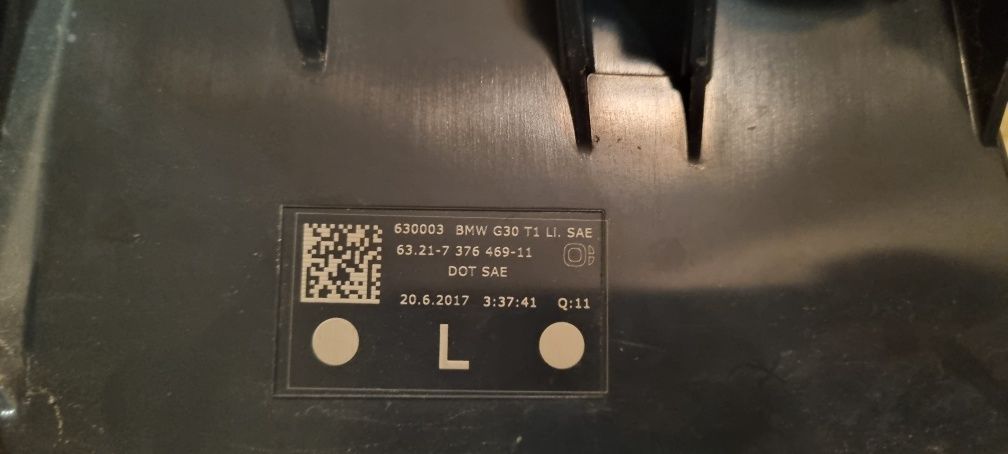 630003 BMW G30 T1 LI. SAE
63.21-7 376 469-11
DOT SAE
20.6.2017 3:37:41 Q:11
L